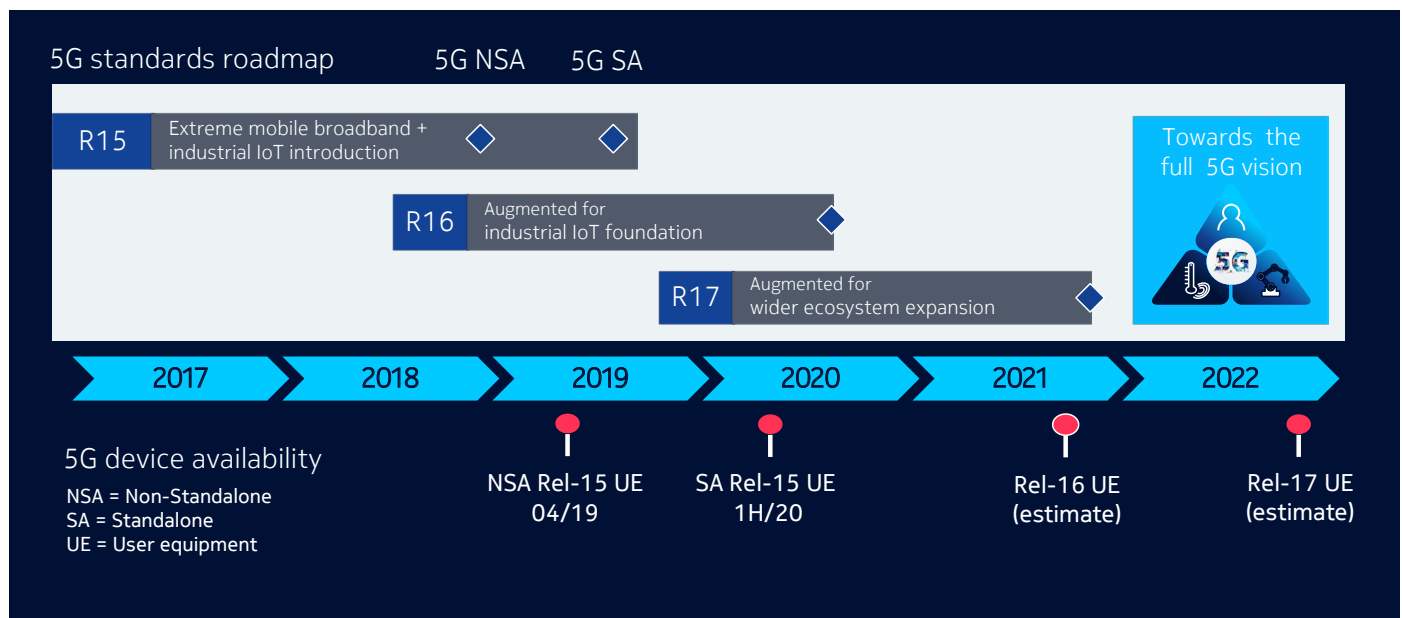 5G standards roadmap
5G NSA
5G SA
R15
Extreme mobile broadband +
industrial IoT introduction
R16
Augmented for
industrial IoT foundation
R17
Augmented for
wider ecosystem expansion
Towards the
full 5G vision
5G
2017
2018
2019
2020
2021
2022
5G device availability
NSA = Non-Standalone
SA = Standalone
UE = User equipment
NSA Rel-15 UE
04/19
SA Rel-15 UE
1H/20
Rel-16 UE
(estimate)
Rel-17 UE
(estimate)